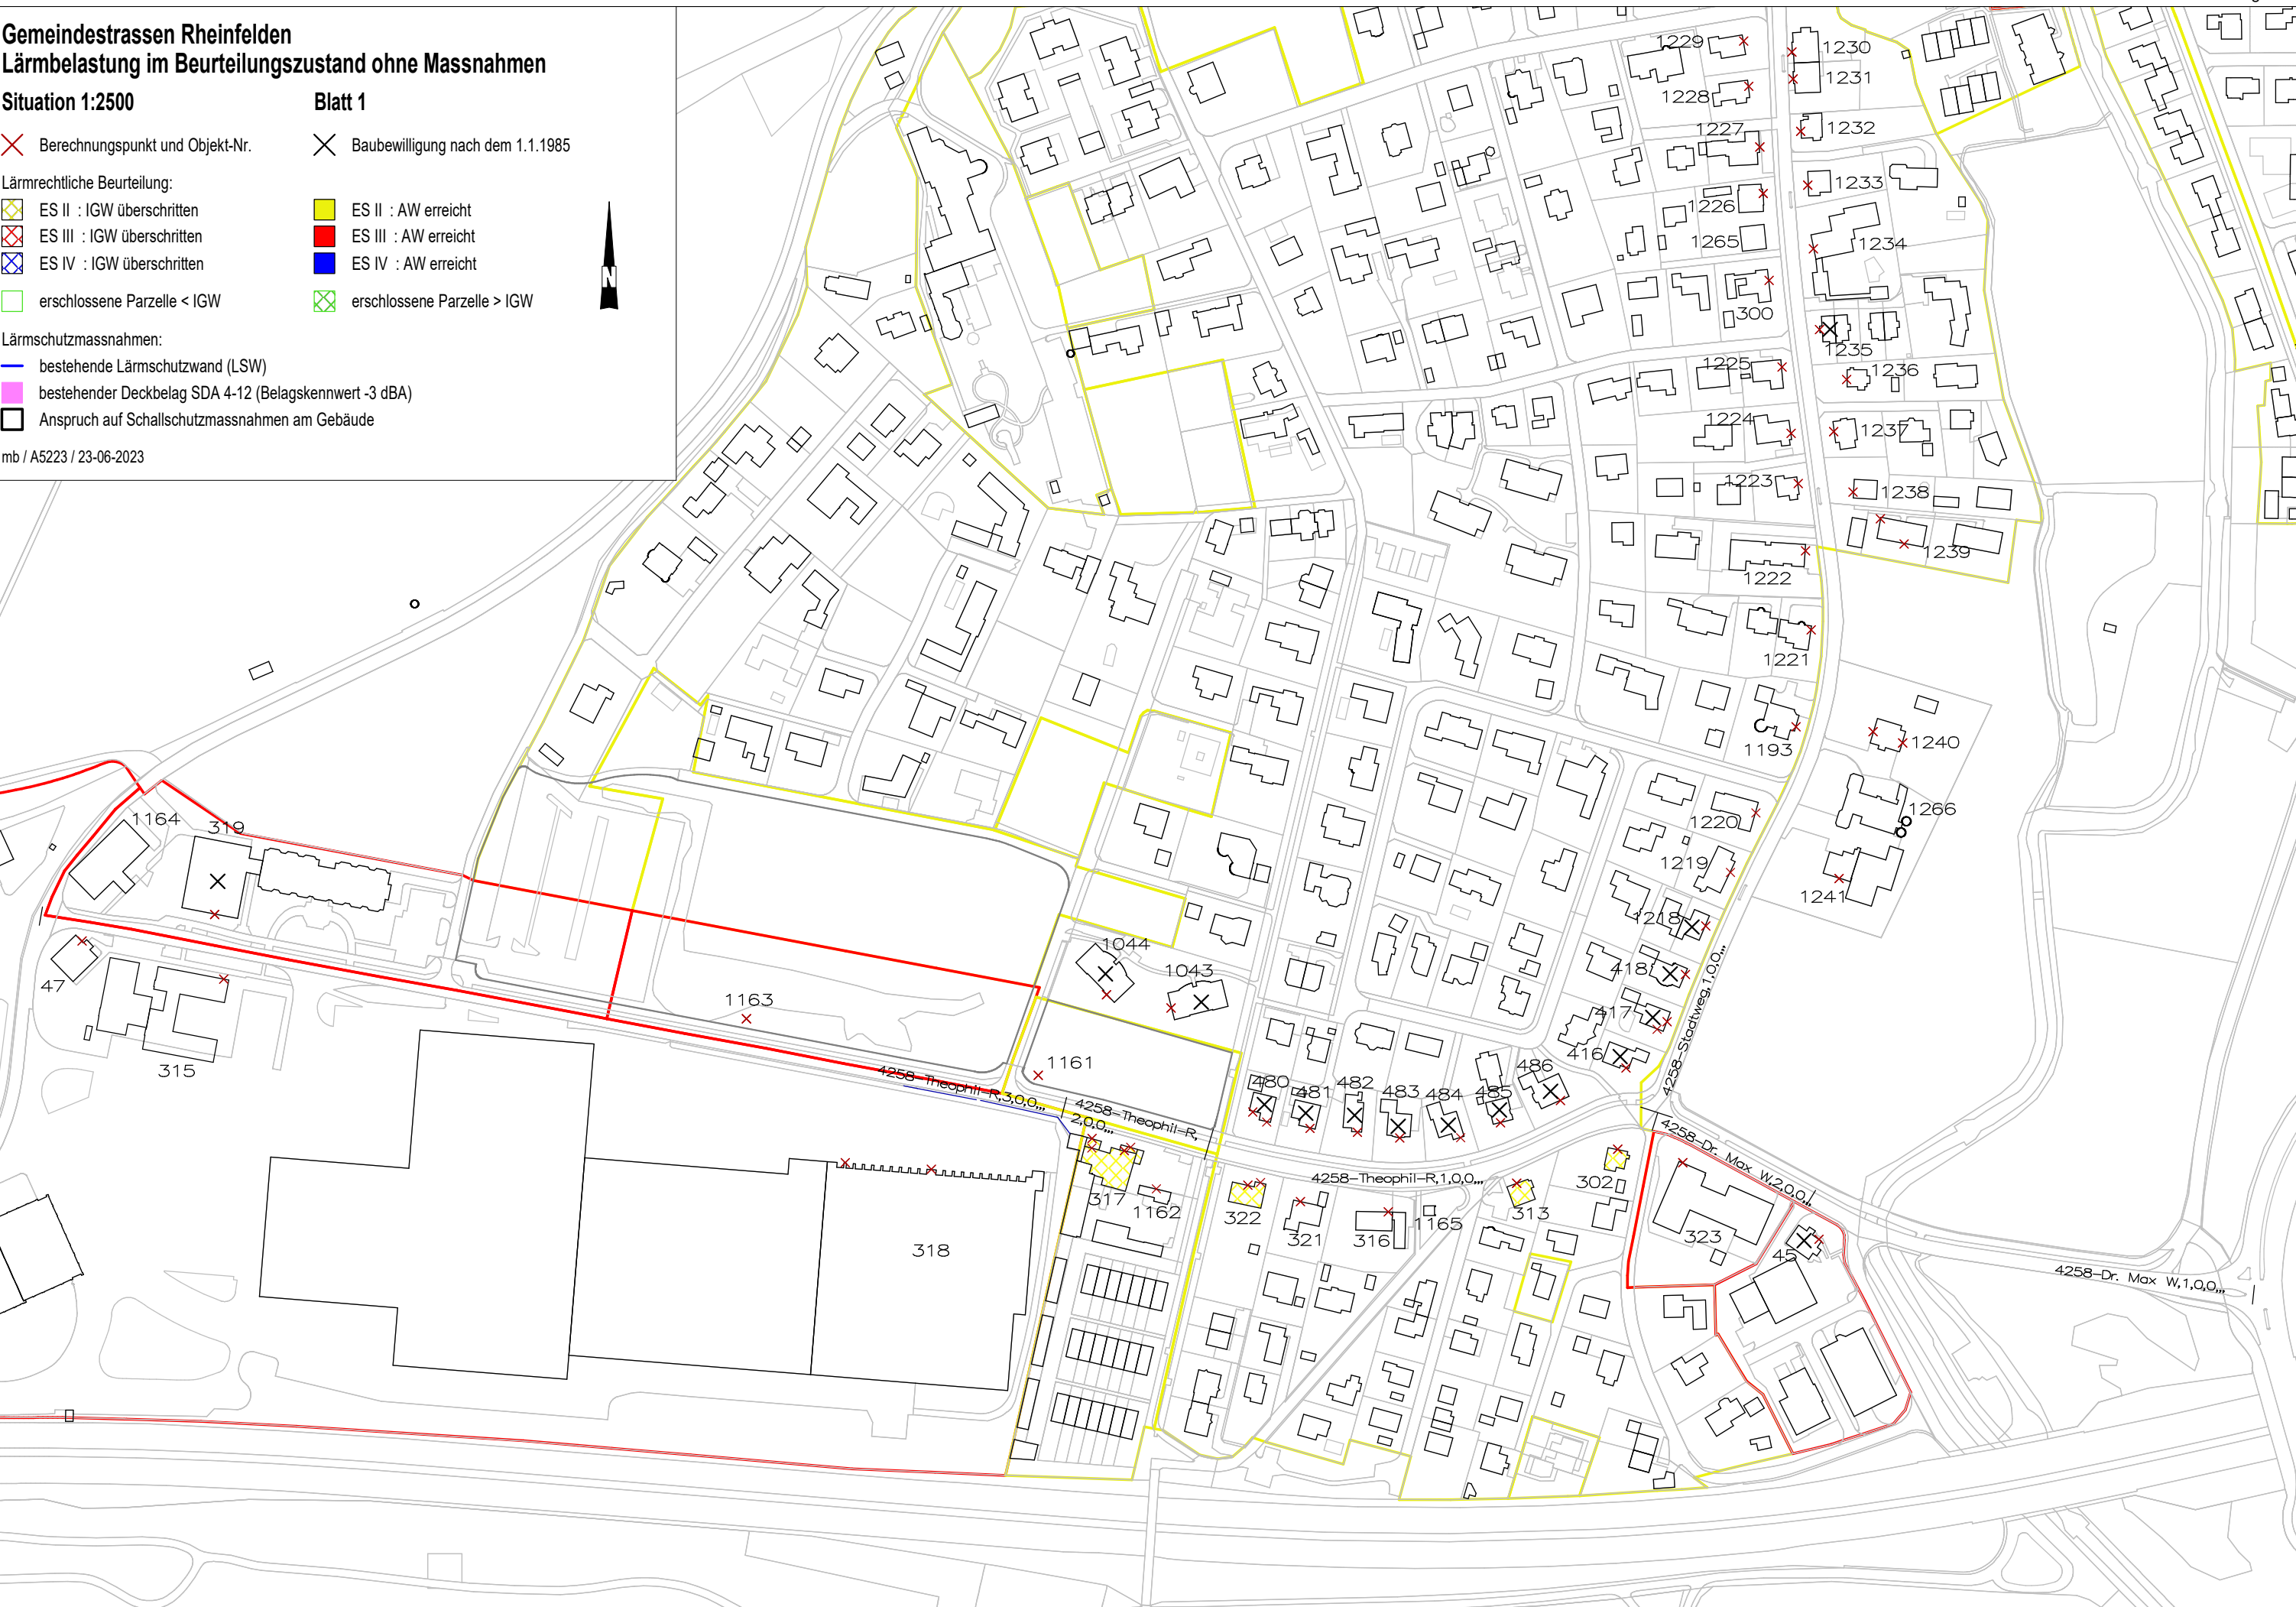 Gemeindestrassen Rheinfelden
Lärmbelastung im Beurteilungszustand ohne Massnahmen
Situation 1:2500 Blatt 1
Berechnungspunkt und Objekt-Nr. Baubewilligung nach dem 1.1.1985
Lärmrechtliche Beurteilung:
ES II : IGW überschritten ES II : AW erreicht
ES III : IGW überschritten ES III : AW erreicht
ES IV : IGW überschritten ES IV : AW erreicht
erschlossene Parzelle < IGW erschlossene Parzelle > IGW
N
Lärmschutzmassnahmen:
bestehende Lärmschutzwand (LSW)
bestehender Deckbelag SDA 4-12 (Belagskennwert -3 dBA)
Anspruch auf Schallschutzmassnahmen am Gebäude
mb / A5223 / 23-06-2023
1229
1230
1231
1228
1232
1227
1233
1226
1265
1234
300
1235
1225
1236
1224
1237
1223
1238
1239
1222
1221
1193
1240
1266
1220
1219
1241
1218
418
417
416
4258-Stadtweg,1,0,0,,,
1164
319
47
315
1163
1044
1043
1161
480
481
482
483
484
485
486
4258-Theophil-R,3,0,0,,,
4258-Theophil-R,
2,0,0,,,
4258-Theophil-R,1,0,0,,,
4258-Dr. Max W,2,0,0,,,
4258-Dr. Max W,1,0,0,,,
317
1162
318
322
321
316
1165
313
302
323
45